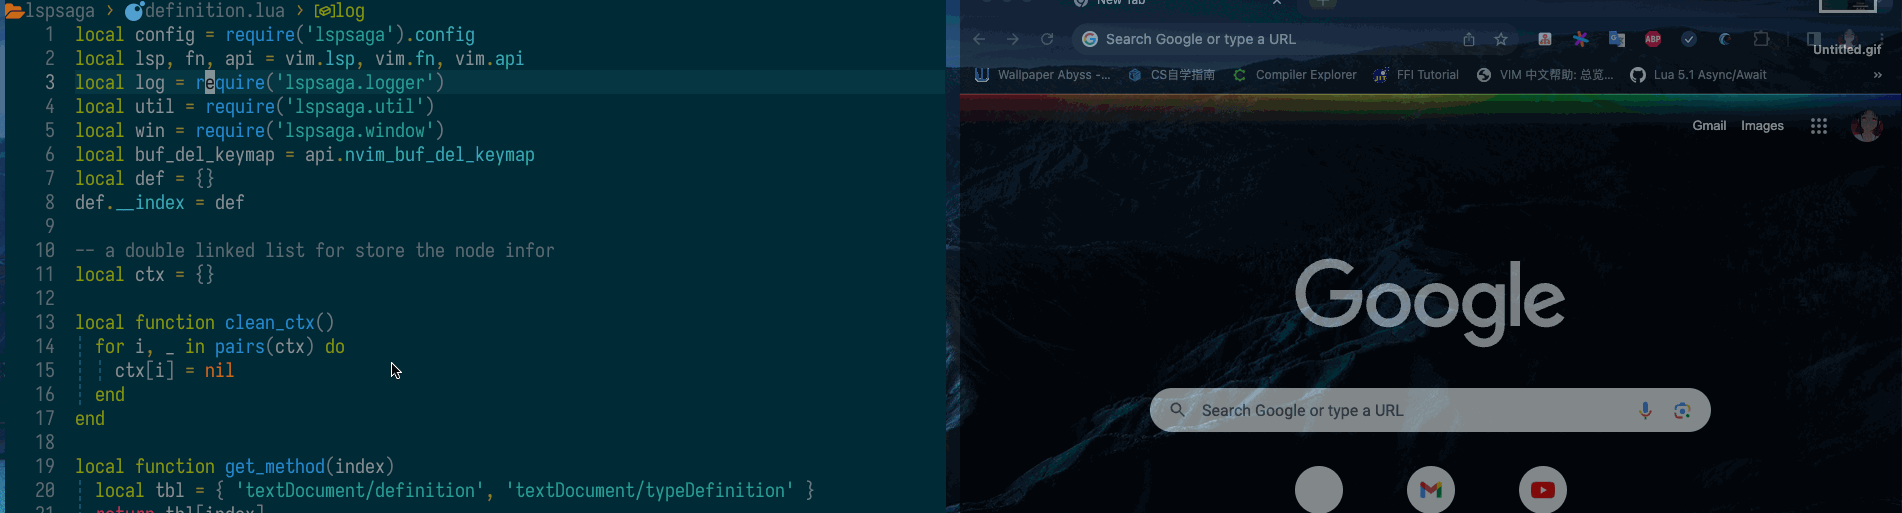 lspsaga > definition.lua > log
1 local config = require('lspsaga').config
2 local lsp, fn, api = vim.lsp, vim.fn, vim.api
3 local log = require('lspsaga.logger')
4 local util = require('lspsaga.util')
5 local win = require('lspsaga.window')
6 local buf_del_keymap = api.nvim_buf_del_keymap
7 local def = {}
8 def.__index = def
9
10 -- a double linked list for store the node infor
11 local ctx = {}
12
13 local function clean_ctx()
14 for i, _ in pairs(ctx) do
15 ctx[i] = nil
16 end
17 end
18
19 local function get_method(index)
20 local tbl = { 'textDocument/definition', 'textDocument/typeDefinition' }
21 return tbl[index]
New Tab
Search Google or type a URL
ABP
Untitled.gif
Wallpaper Abyss -... CS自学指南 Compiler Explorer FFI Tutorial VIM 中文帮助: 总览... Lua 5.1 Async/Await »
Gmail Images
Google
Search Google or type a URL